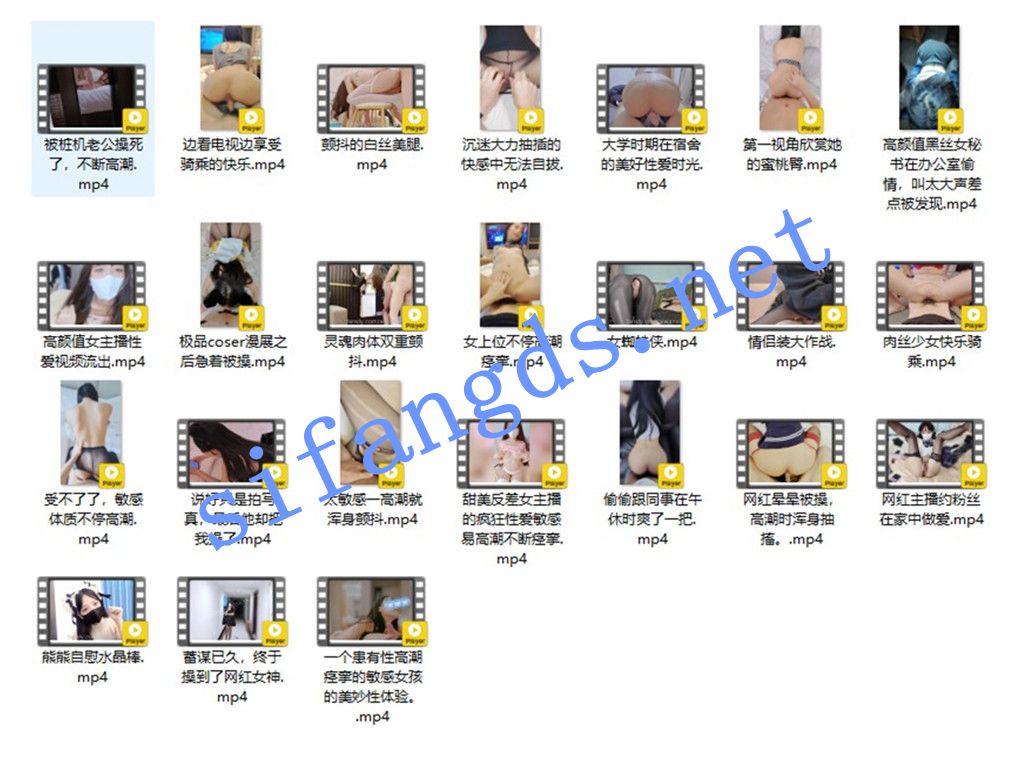 被桩机老公操死
了，不断高潮.
mp4
边看电视边享受
骑乘的快乐.mp4
颤抖的白丝美腿.
mp4
沉迷大力抽插的
快感中无法自拔.
mp4
大学时期在宿舍
的美好性爱时光.
mp4
第一视角欣赏她
的蜜桃臀.mp4
高颜值黑丝女秘
书在办公室偷
情，叫太大声差
点被发现.mp4
高颜值女主播性
爱视频流出.mp4
极品coser漫展之
后急着被操.mp4
灵魂肉体双重颤
抖.mp4
女上位不停高潮
痉挛.mp4
女蜘蛛侠.mp4
情侣装大作战.
mp4
肉丝少女快乐骑
乘.mp4
受不了了，敏感
体质不停高潮.
mp4
说好只是拍写
真，最后他却把
我操了.mp4
太敏感一高潮就
浑身颤抖.mp4
甜美反差女主播
的疯狂性爱敏感
易高潮不断痉挛.
mp4
偷偷跟同事在午
休时爽了一把.
mp4
网红晕晕被操，
高潮时浑身抽
搐。.mp4
网红主播约粉丝
在家中做爱.mp4
熊熊自慰水晶棒.
mp4
蓄谋已久，终于
操到了网红女神.
mp4
一个患有性高潮
痉挛的敏感女孩
的美妙性体验。
.mp4
sifangds.net